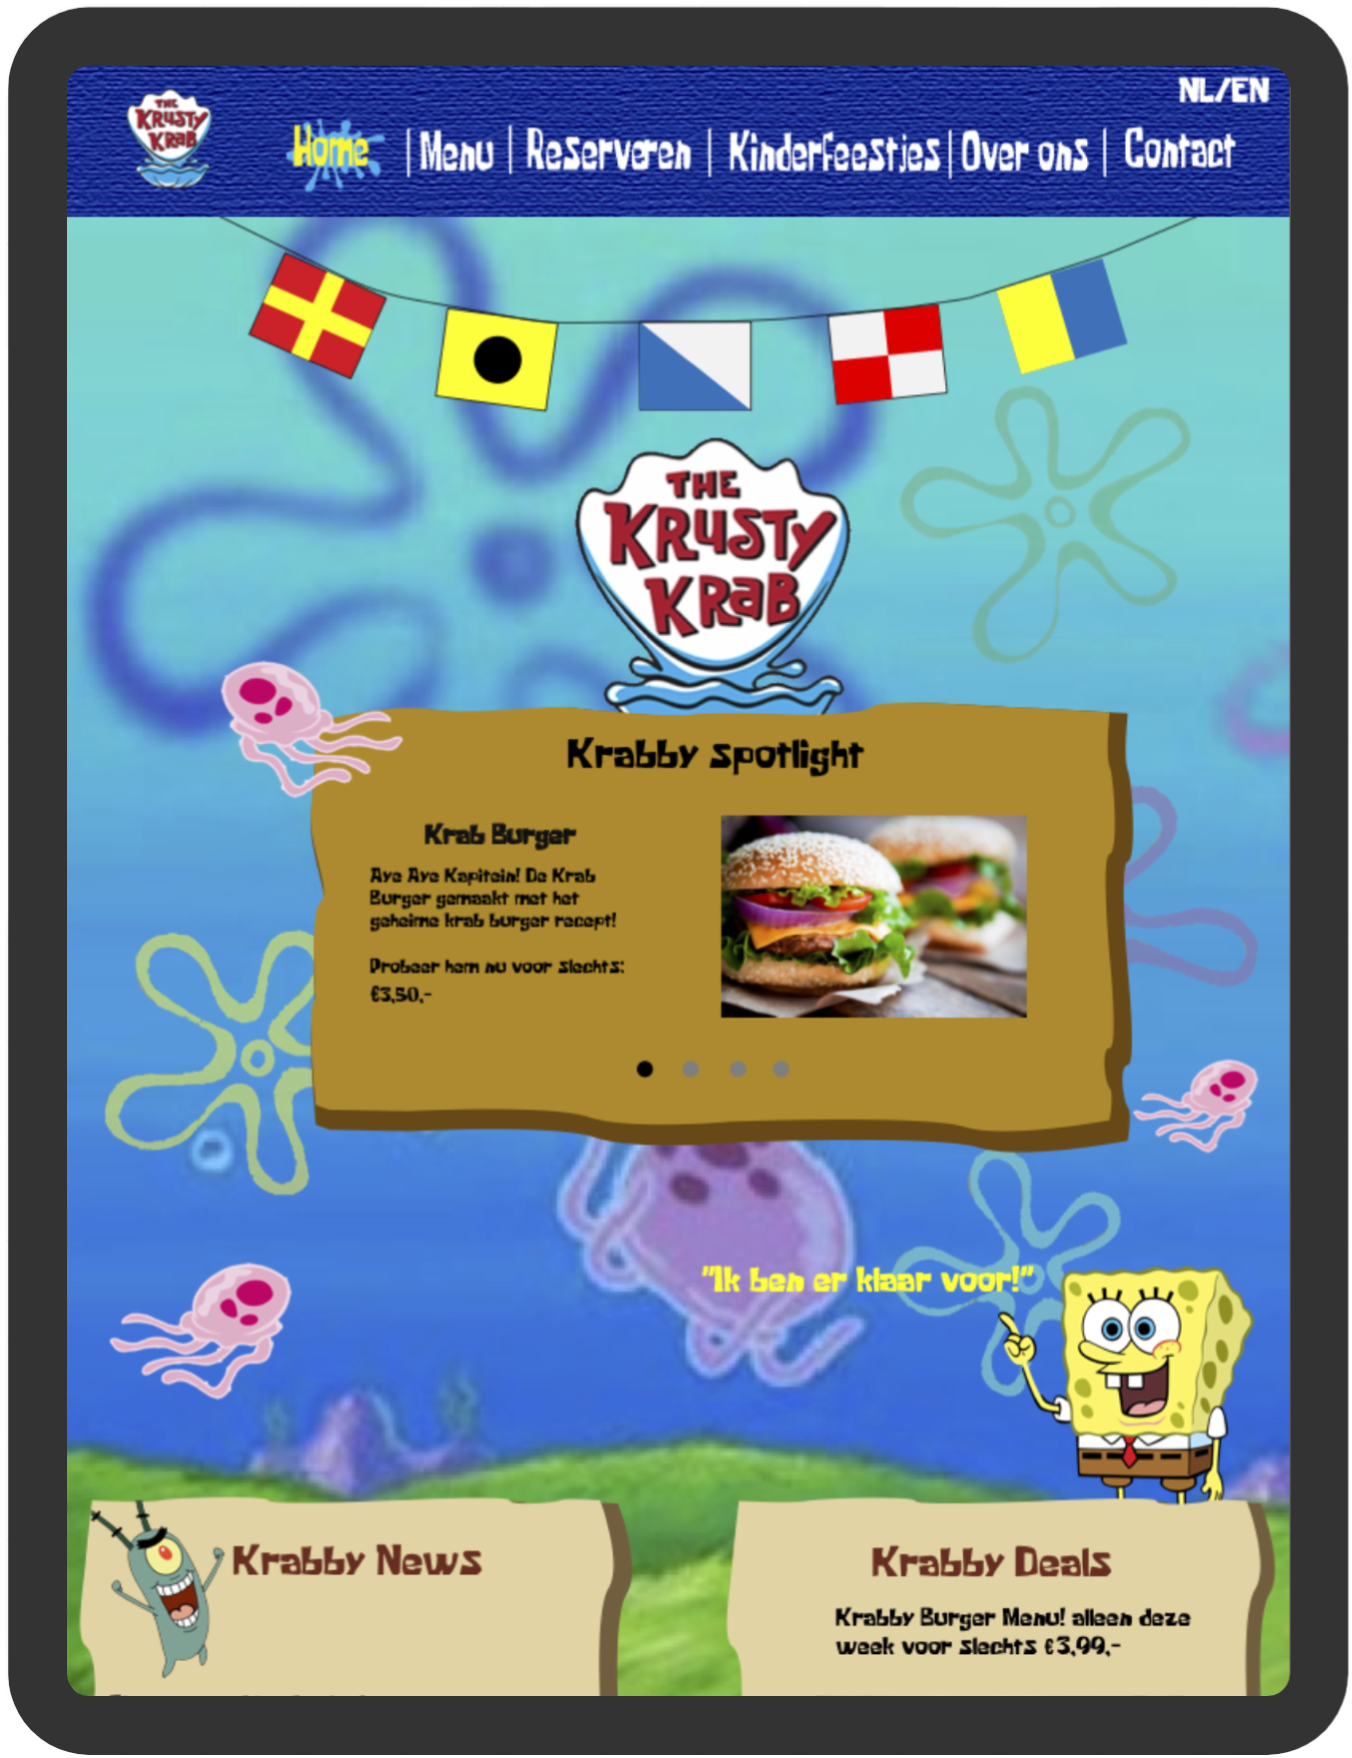 NL/EN
THE
KRUSTY
KRAB
Home | Menu | Reserveren | Kinderfeestjes | Over ons | Contact
THE
KRUSTY
KRAB
Krabby Spotlight
Krab Burger
Aye Aye Kapitein! De Krab
Burger gemaakt met het
geheime krab burger recept!
Probeer hem nu voor slechts:
€3,50,-
"Ik ben er klaar voor!"
Krabby News
Krabby Deals
Krabby Burger Menu! alleen deze
week voor slechts €3,99,-